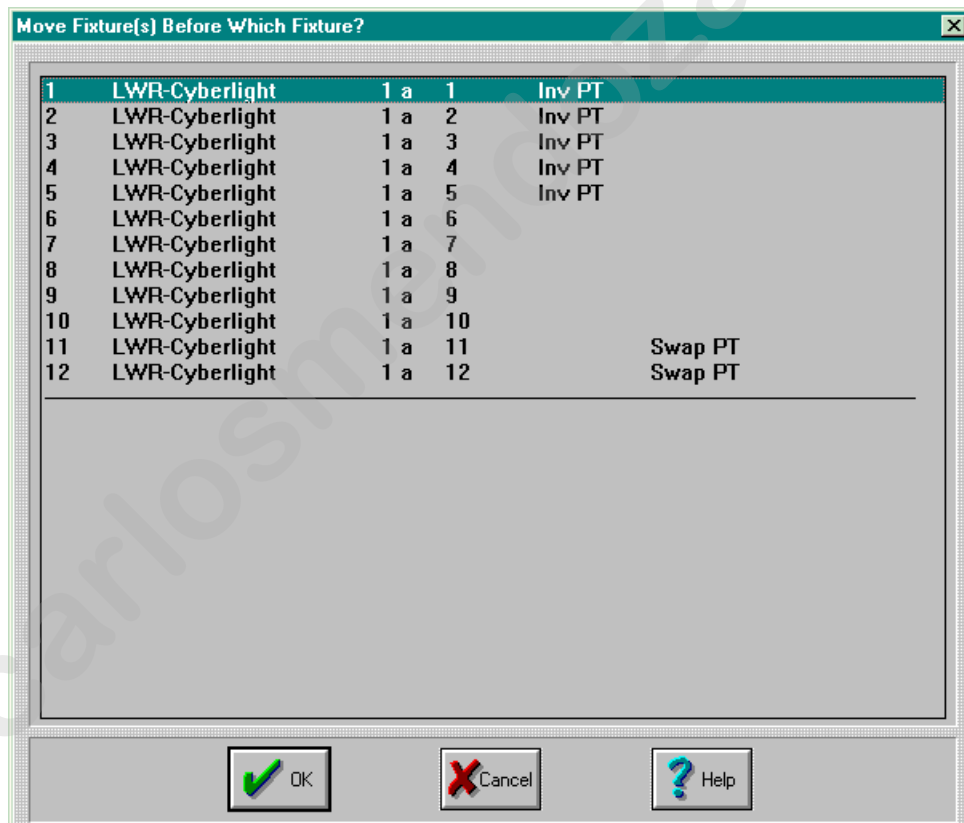 Move Fixture(s) Before Which Fixture?
1 LWR-Cyberlight 1 a 1 Inv PT
2 LWR-Cyberlight 1 a 2 Inv PT
3 LWR-Cyberlight 1 a 3 Inv PT
4 LWR-Cyberlight 1 a 4 Inv PT
5 LWR-Cyberlight 1 a 5 Inv PT
6 LWR-Cyberlight 1 a 6
7 LWR-Cyberlight 1 a 7
8 LWR-Cyberlight 1 a 8
9 LWR-Cyberlight 1 a 9
10 LWR-Cyberlight 1 a 10
11 LWR-Cyberlight 1 a 11 Swap PT
12 LWR-Cyberlight 1 a 12 Swap PT
OK Cancel Help
carlosmendoza